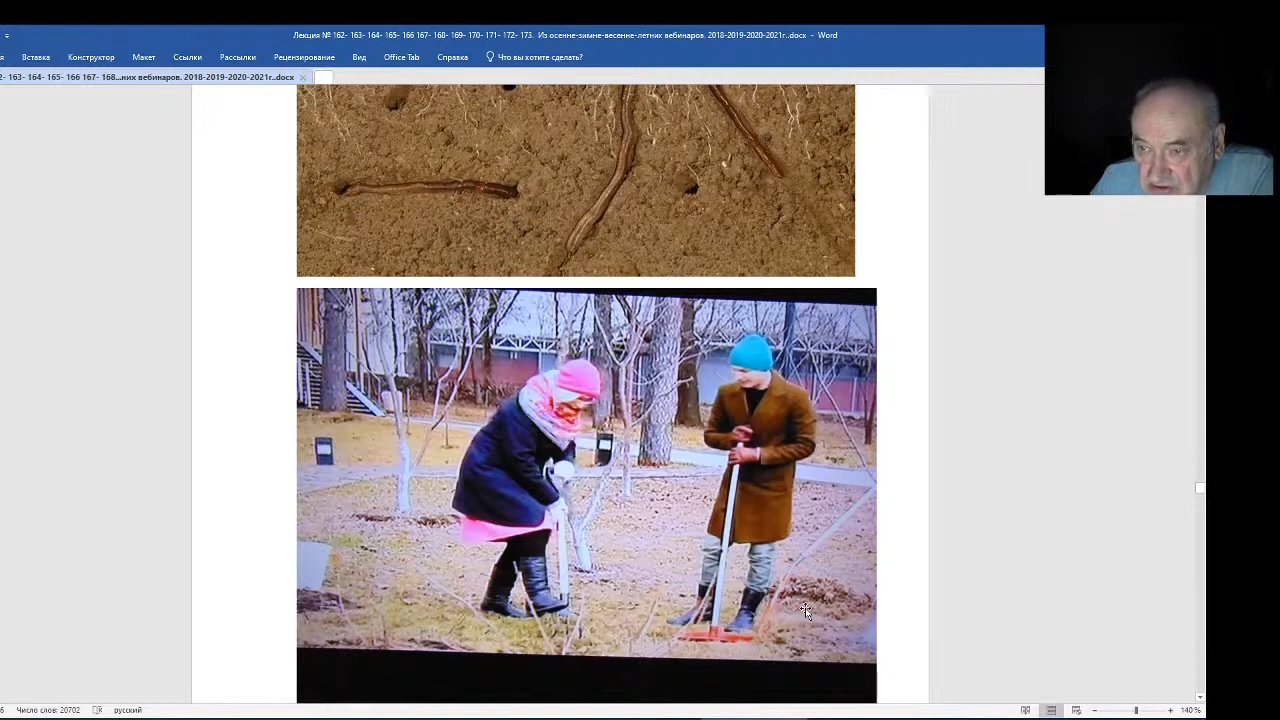 Лекция № 162- 163- 164- 165- 166 167- 168- 169- 170- 171- 172- 173. Из осенне-зимне-весенне-летних вебинаров. 2018-2019-2020-2021г..docx - Word
Вставка Конструктор Макет Ссылки Рассылки Рецензирование Вид Office Tab Справка Что вы хотите сделать?
163- 164- 165- 166 167- 168...них вебинаров. 2018-2019-2020-2021г..docx
Число слов: 20702 русский 140 %